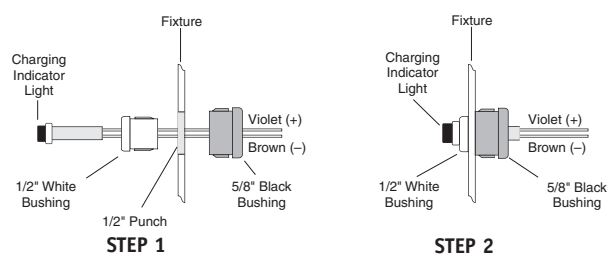 Fixture
Charging
Indicator
Light
Violet (+)
Brown (–)
1/2" White
Bushing
5/8" Black
Bushing
1/2" Punch
STEP 1
Fixture
Charging
Indicator
Light
Violet (+)
Brown (–)
1/2" White
Bushing
5/8" Black
Bushing
STEP 2